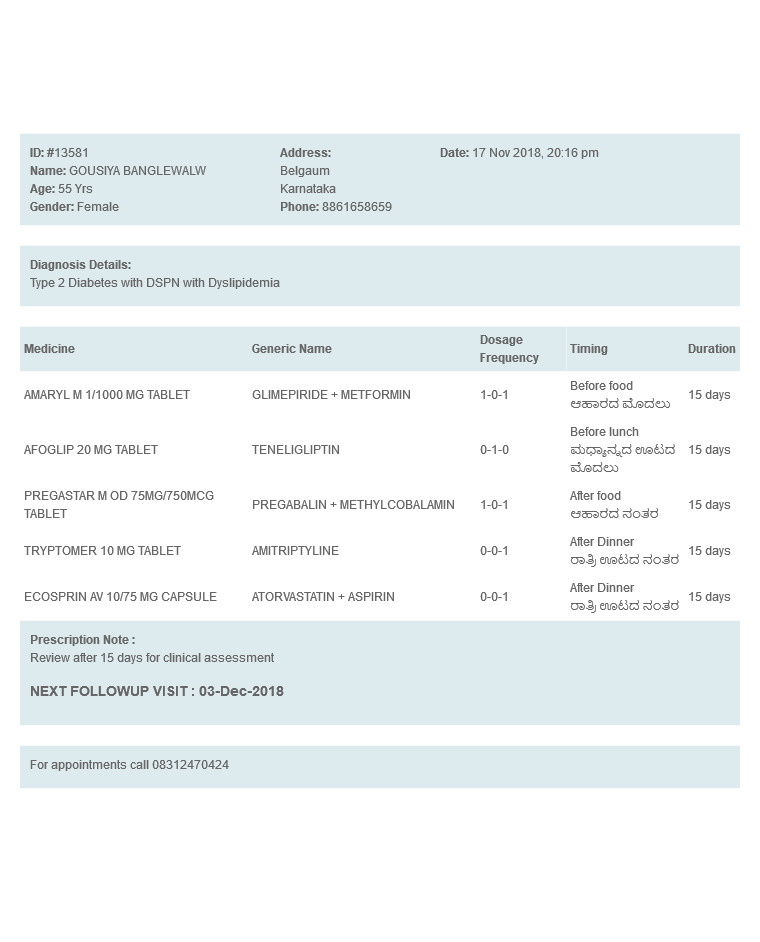 ID: #13581
Name: GOUSIYA BANGLEWALW
Age: 55 Yrs
Gender: Female
Address:
Belgaum
Karnataka
Phone: 8861658659
Date: 17 Nov 2018, 20:16 pm
Diagnosis Details:
Type 2 Diabetes with DSPN with Dyslipidemia
Medicine Generic Name Dosage Frequency Timing Duration
AMARYL M 1/1000 MG TABLET GLIMEPIRIDE + METFORMIN 1-0-1 Before food ಆಹಾರದ ಮೊದಲು 15 days
AFOGLIP 20 MG TABLET TENELIGLIPTIN 0-1-0 Before lunch ಮಧ್ಯಾನ್ನದ ಊಟದ ಮೊದಲು 15 days
PREGASTAR M OD 75MG/750MCG TABLET PREGABALIN + METHYLCOBALAMIN 1-0-1 After food ಆಹಾರದ ನಂತರ 15 days
TRYPTOMER 10 MG TABLET AMITRIPTYLINE 0-0-1 After Dinner ರಾತ್ರಿ ಊಟದ ನಂತರ 15 days
ECOSPRIN AV 10/75 MG CAPSULE ATORVASTATIN + ASPIRIN 0-0-1 After Dinner ರಾತ್ರಿ ಊಟದ ನಂತರ 15 days
Prescription Note :
Review after 15 days for clinical assessment
NEXT FOLLOWUP VISIT : 03-Dec-2018
For appointments call 08312470424